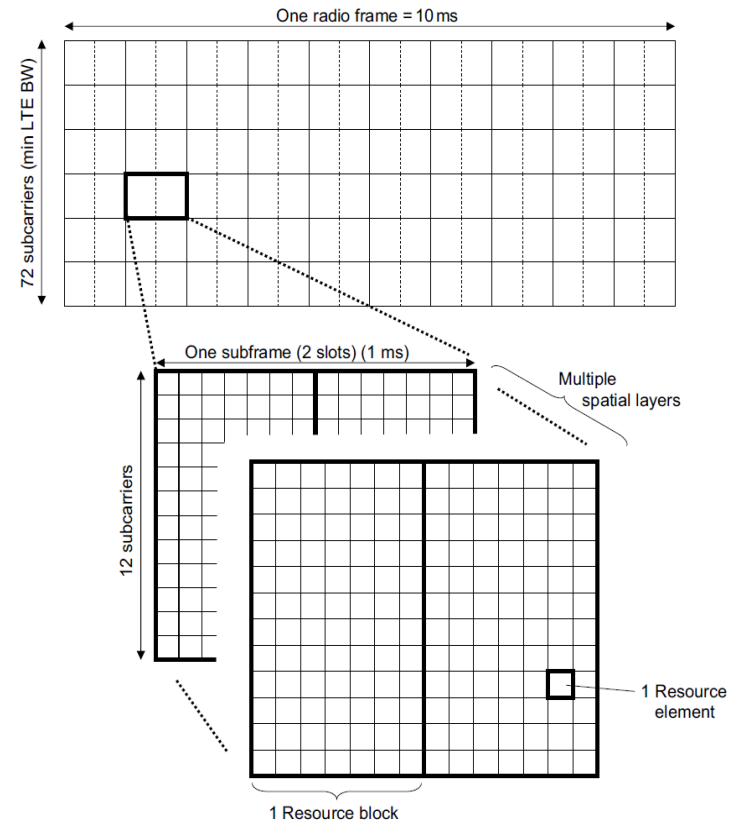 One radio frame = 10 ms
72 subcarriers (min LTE BW)
One subframe (2 slots) (1 ms)
Multiple
spatial layers
12 subcarriers
1 Resource
element
1 Resource block